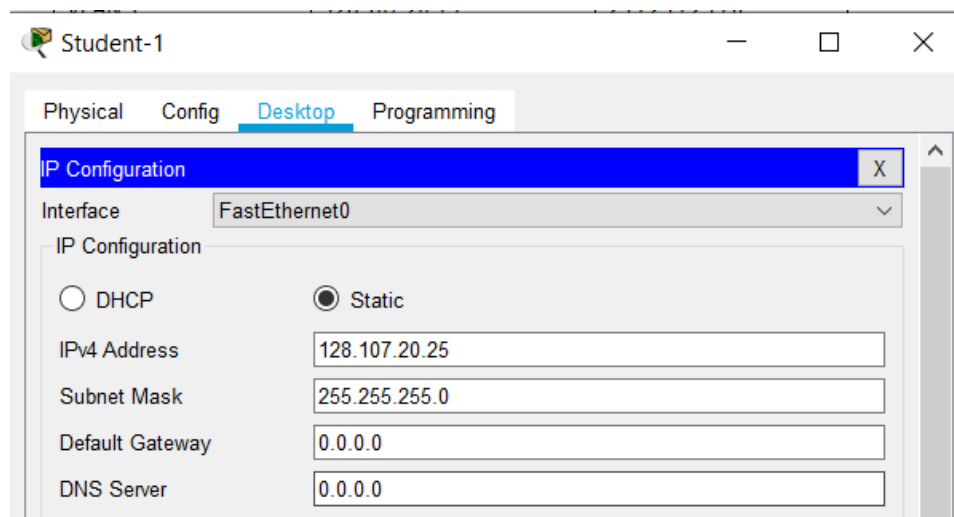 Student-1
Physical Config Desktop Programming
IP Configuration X
Interface FastEthernet0
IP Configuration
DHCP Static
IPv4 Address 128.107.20.25
Subnet Mask 255.255.255.0
Default Gateway 0.0.0.0
DNS Server 0.0.0.0